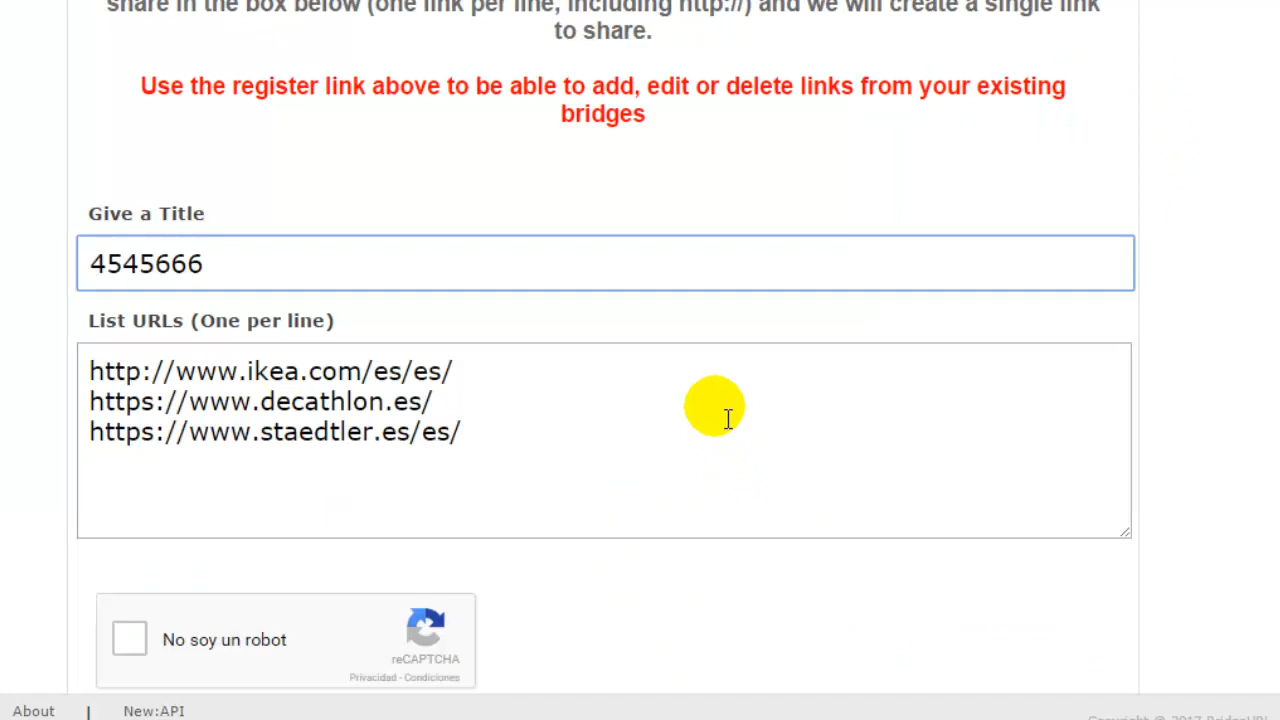 share in the box below (one link per line, including http://) and we will create a single link
to share.
Use the register link above to be able to add, edit or delete links from your existing
bridges
Give a Title
4545666
List URLs (One per line)
http://www.ikea.com/es/es/
https://www.decathlon.es/
https://www.staedtler.es/es/
No soy un robot
reCAPTCHA
Privacidad - Condiciones
About | New:API
Copyright © 2017 BridgeURL